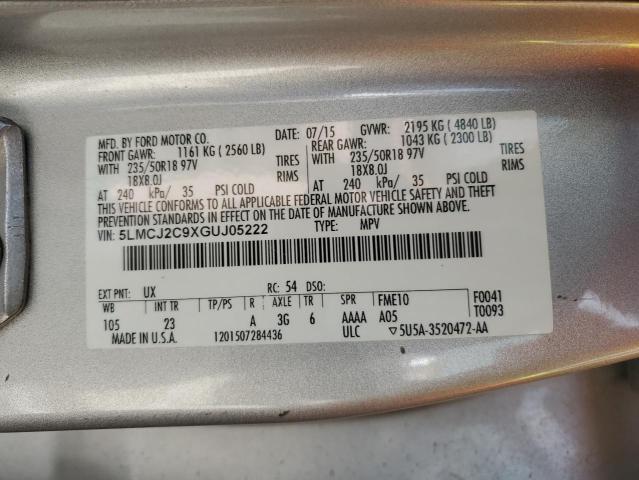 MFD. BY FORD MOTOR CO. DATE: 07/15 GVWR: 2195 KG ( 4840 LB)
FRONT GAWR: 1161 KG ( 2560 LB) REAR GAWR: 1043 KG ( 2300 LB)
WITH 235/50R18 97V TIRES 235/50R18 97V TIRES
18X8.0J RIMS WITH 18X8.0J RIMS
AT 240 kPa/ 35 PSI COLD AT 240 kPa/ 35 PSI COLD
THIS VEHICLE CONFORMS TO ALL APPLICABLE FEDERAL MOTOR VEHICLE SAFETY AND THEFT
PREVENTION STANDARDS IN EFFECT ON THE DATE OF MANUFACTURE SHOWN ABOVE.
VIN: 5LMCJ2C9XGUJ05222 TYPE: MPV
EXT PNT: UX RC: 54 DSO:
WB INT TR TP/PS R AXLE TR SPR FME10 F0041
105 23 A 3G 6 AAAA A05 T0093
MADE IN U.S.A. 1201507284436 ULC ▽5U5A-3520472-AA